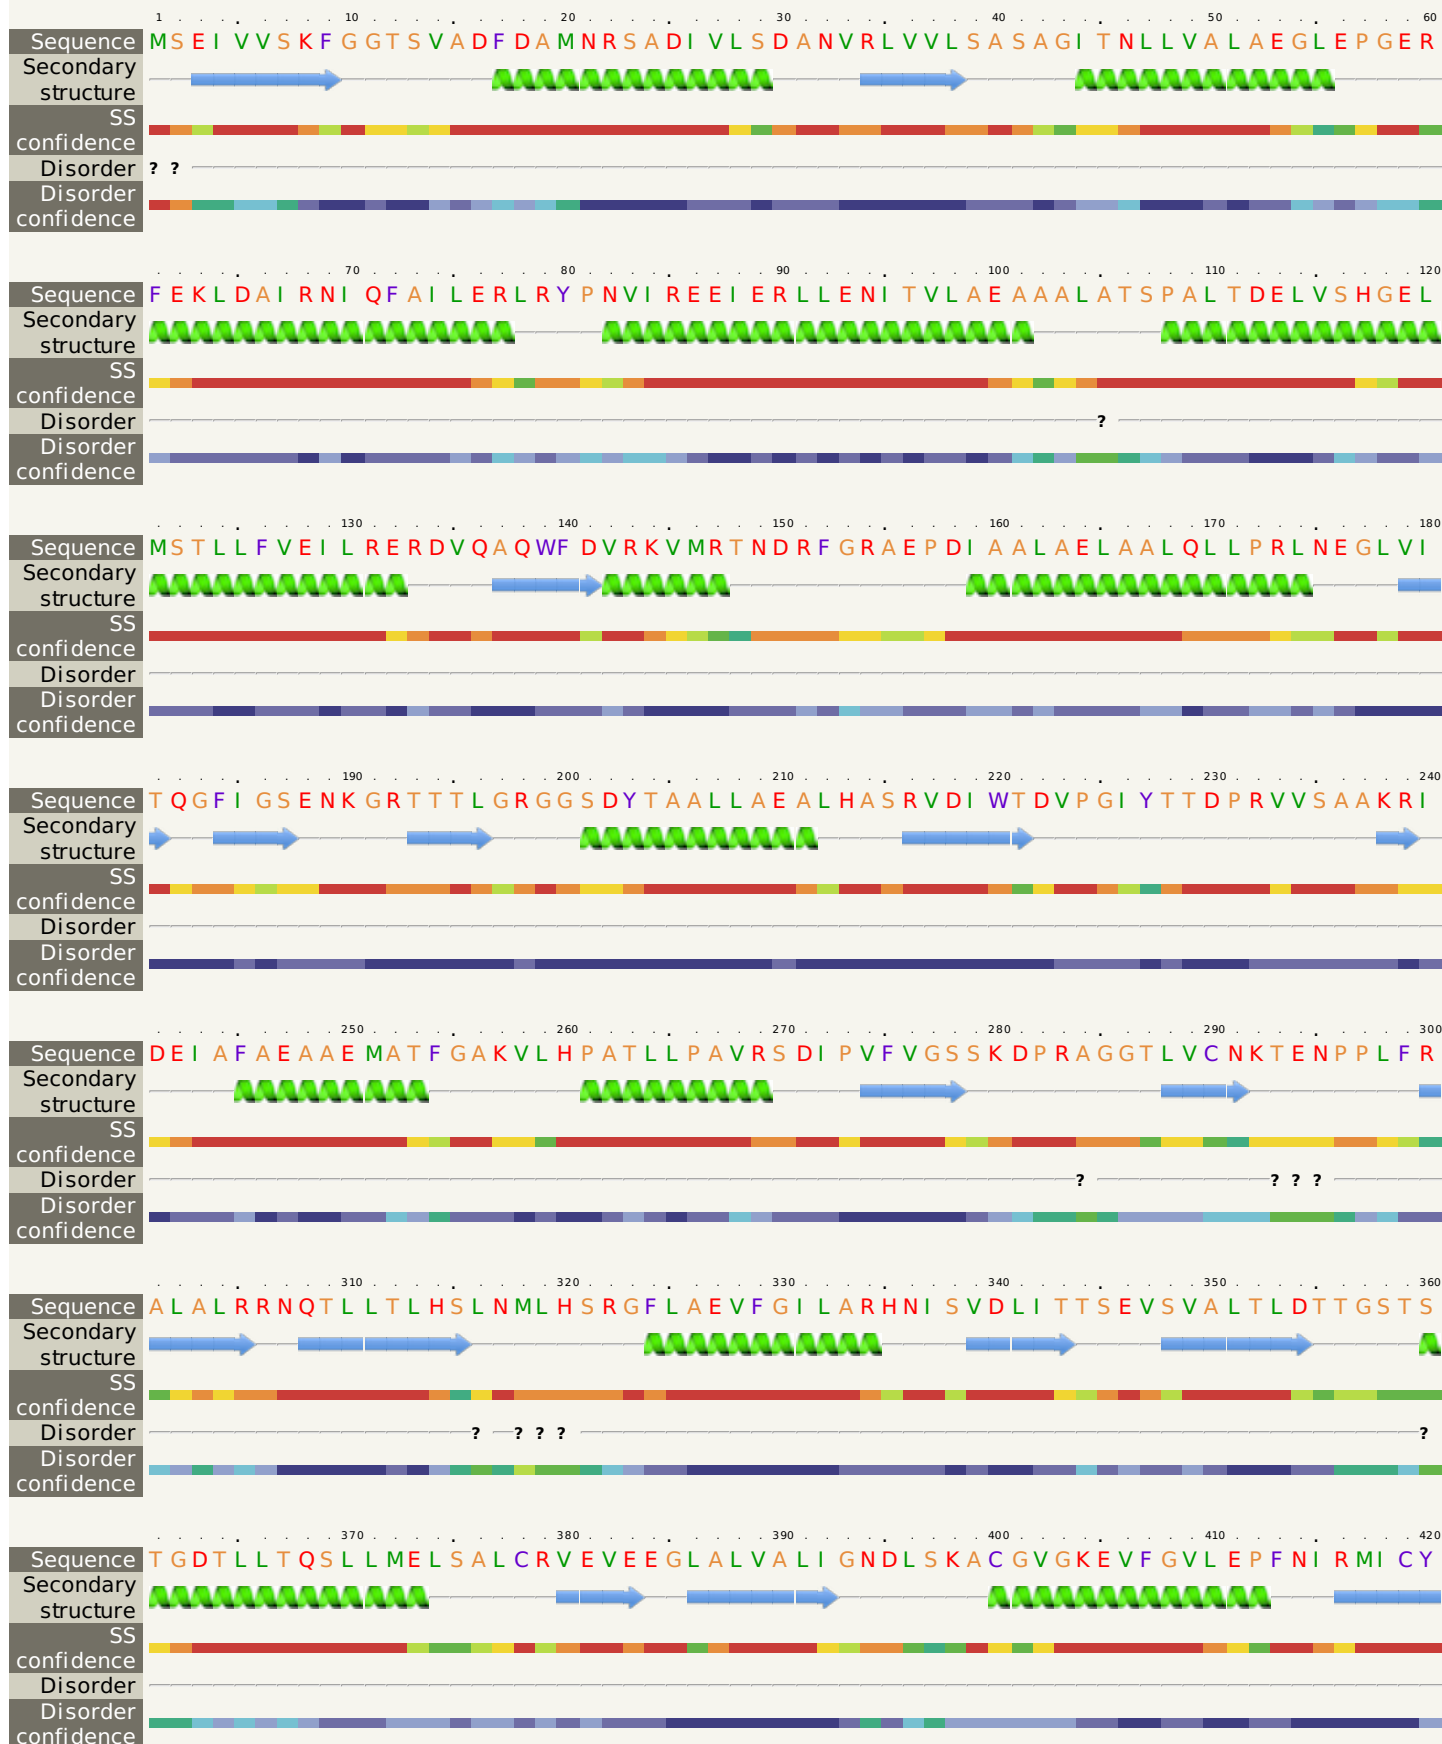 1 10 20 30 40 50 60
Sequence MSEIVVSKFGGTSVADFDAMNRSADIVLSDANVRLVVLSASAGITNLLVALAEGLEPGER
Secondary
structure
SS
confidence
Disorder ? ?
Disorder
confidence
70 80 90 100 110 120
Sequence FEKLDAIRNIQFAILERLRYPNVIREEIERLLENITVLAEAAALATSPALTDELVSHGEL
Secondary
structure
SS
confidence
Disorder ?
Disorder
confidence
130 140 150 160 170 180
Sequence MSTLLFVEILRERDVQAQWFDVRKVMRTNDRFGRAEPDIAALAELAALQLLPRLNEGLVI
Secondary
structure
SS
confidence
Disorder
Disorder
confidence
190 200 210 220 230 240
Sequence TQGFIGSENKGRTTTLGRGGSDYTAALLAEALHASRVDIWTDVPGIYTTDPRVVSAAKRI
Secondary
structure
SS
confidence
Disorder
Disorder
confidence
250 260 270 280 290 300
Sequence DEIAFAEAAEMATFGAKVLHPATLLPAVRSDIPVFVGSSKDPRAGGTLVCNKTENPPLFR
Secondary
structure
SS
confidence
Disorder ? ? ? ?
Disorder
confidence
310 320 330 340 350 360
Sequence ALALRRNQTLLTLHSLNMLHSRGFLAEVFGILARHNISVDLITTSEVSVALTLDTTGSTS
Secondary
structure
SS
confidence
Disorder ? ? ? ? ?
Disorder
confidence
370 380 390 400 410 420
Sequence TGDTLLTQSLLMELSALCRVEVEEGLALVALIGNDLSKACGVGKEVFGVLEPFNIRMICY
Secondary
structure
SS
confidence
Disorder
Disorder
confidence